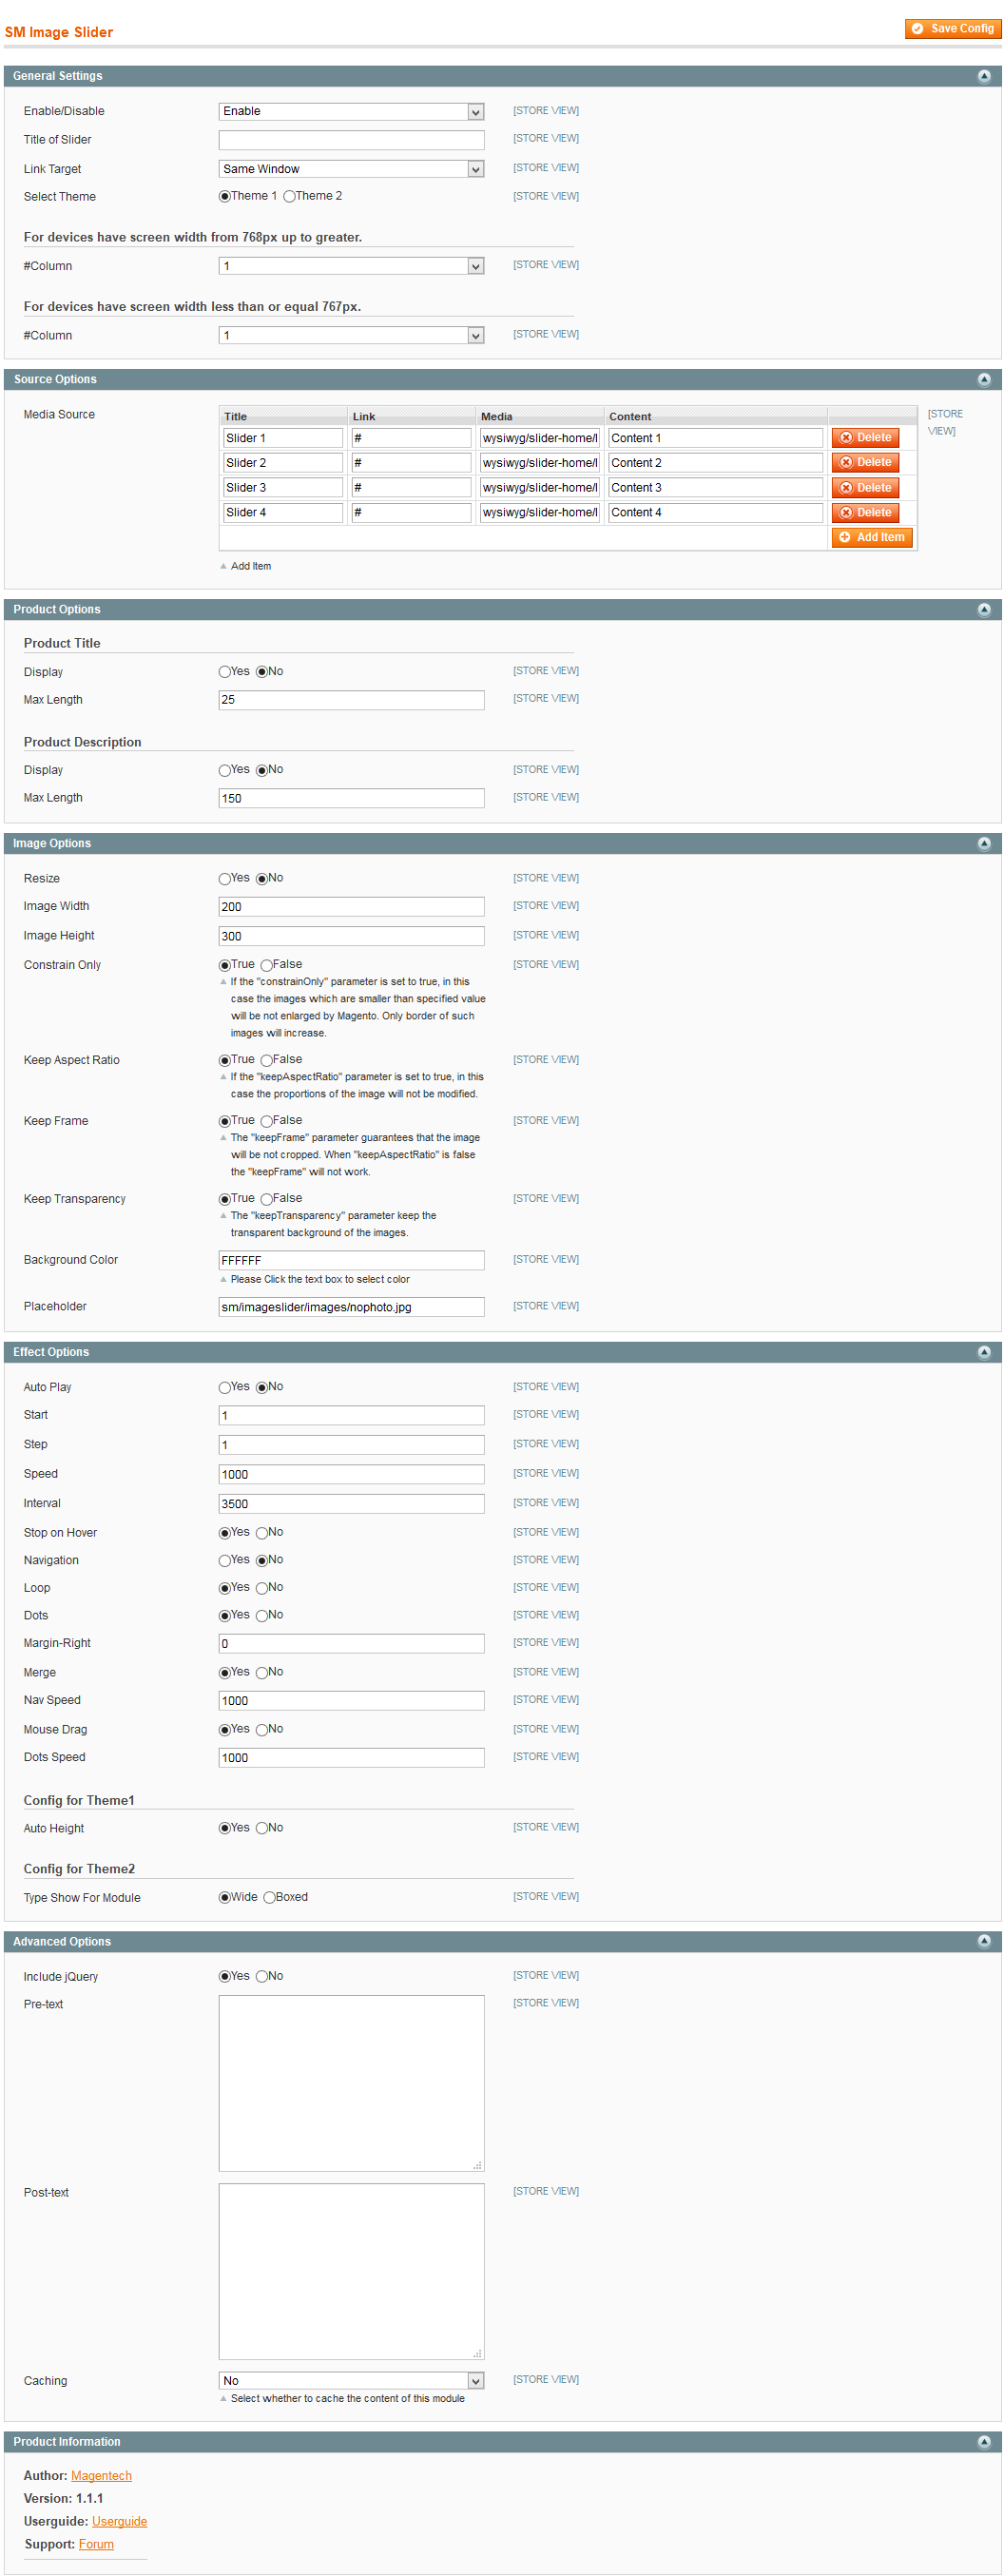 SM Image Slider
Save Config
General Settings
Enable/Disable Enable [STORE VIEW]
Title of Slider [STORE VIEW]
Link Target Same Window [STORE VIEW]
Select Theme Theme 1 Theme 2 [STORE VIEW]
For devices have screen width from 768px up to greater.
#Column 1 [STORE VIEW]
For devices have screen width less than or equal 767px.
#Column 1 [STORE VIEW]
Source Options
Media Source Title Link Media Content [STORE
VIEW]
Slider 1 # wysiwyg/slider-home/ Content 1 Delete
Slider 2 # wysiwyg/slider-home/ Content 2 Delete
Slider 3 # wysiwyg/slider-home/ Content 3 Delete
Slider 4 # wysiwyg/slider-home/ Content 4 Delete
Add Item
Add Item
Product Options
Product Title
Display Yes No [STORE VIEW]
Max Length 25 [STORE VIEW]
Product Description
Display Yes No [STORE VIEW]
Max Length 150 [STORE VIEW]
Image Options
Resize Yes No [STORE VIEW]
Image Width 200 [STORE VIEW]
Image Height 300 [STORE VIEW]
Constrain Only True False [STORE VIEW]
If the "constrainOnly" parameter is set to true, in this
case the images which are smaller than specified value
will be not enlarged by Magento. Only border of such
images will increase.
Keep Aspect Ratio True False [STORE VIEW]
If the "keepAspectRatio" parameter is set to true, in this
case the proportions of the image will not be modified.
Keep Frame True False [STORE VIEW]
The "keepFrame" parameter guarantees that the image
will be not cropped. When "keepAspectRatio" is false
the "keepFrame" will not work.
Keep Transparency True False [STORE VIEW]
The "keepTransparency" parameter keep the
transparent background of the images.
Background Color FFFFFF [STORE VIEW]
Please Click the text box to select color
Placeholder sm/imageslider/images/nophoto.jpg [STORE VIEW]
Effect Options
Auto Play Yes No [STORE VIEW]
Start 1 [STORE VIEW]
Step 1 [STORE VIEW]
Speed 1000 [STORE VIEW]
Interval 3500 [STORE VIEW]
Stop on Hover Yes No [STORE VIEW]
Navigation Yes No [STORE VIEW]
Loop Yes No [STORE VIEW]
Dots Yes No [STORE VIEW]
Margin-Right 0 [STORE VIEW]
Merge Yes No [STORE VIEW]
Nav Speed 1000 [STORE VIEW]
Mouse Drag Yes No [STORE VIEW]
Dots Speed 1000 [STORE VIEW]
Config for Theme1
Auto Height Yes No [STORE VIEW]
Config for Theme2
Type Show For Module Wide Boxed [STORE VIEW]
Advanced Options
Include jQuery Yes No [STORE VIEW]
Pre-text [STORE VIEW]
Post-text [STORE VIEW]
Caching No [STORE VIEW]
Select whether to cache the content of this module
Product Information
Author: Magentech
Version: 1.1.1
Userguide: Userguide
Support: Forum